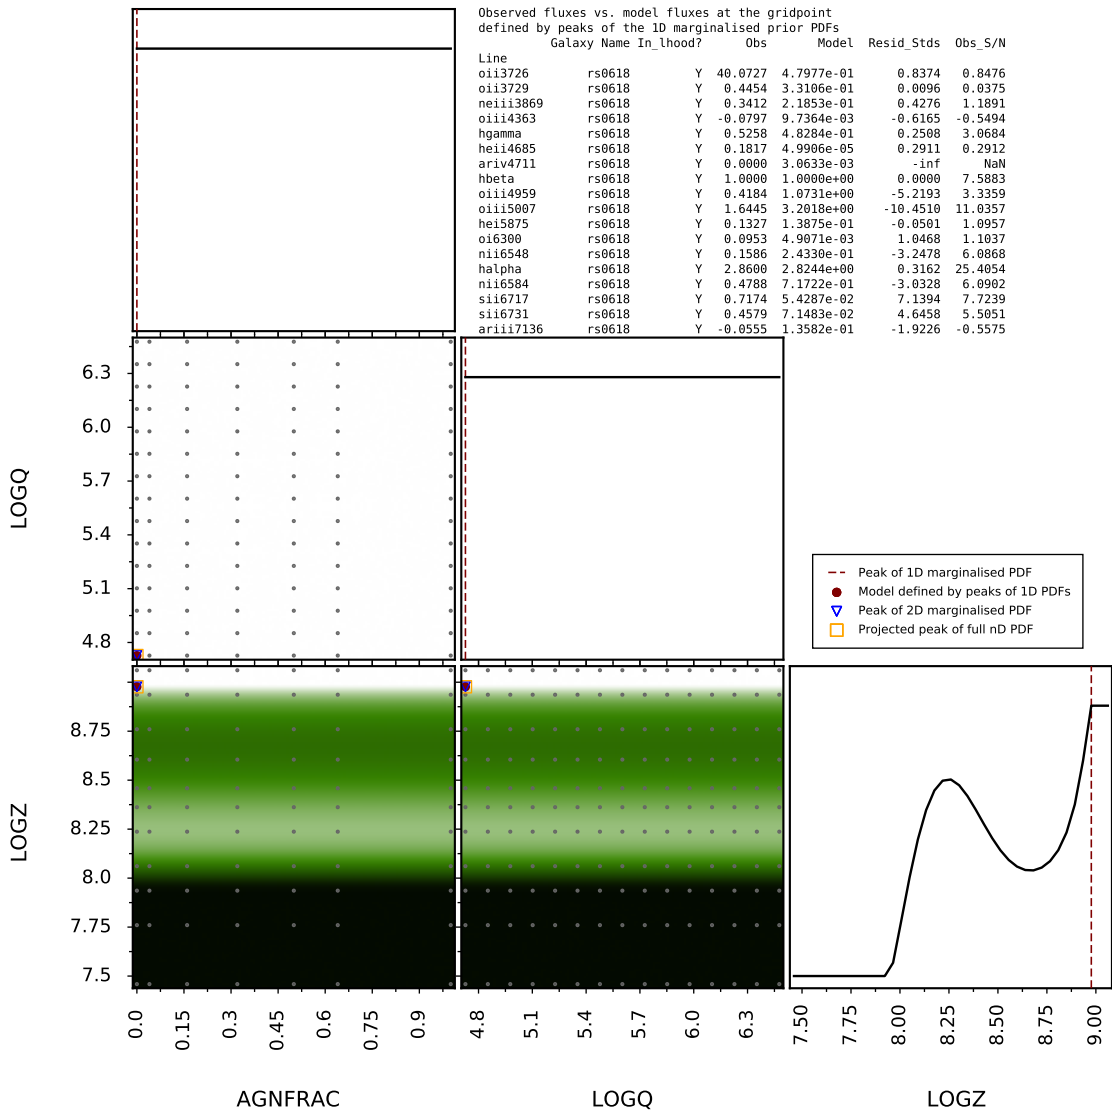 Observed fluxes vs. model fluxes at the gridpoint
defined by peaks of the 1D marginalised prior PDFs
Galaxy Name In_lhood? Obs Model Resid_Stds Obs_S/N
Line
oii3726 rs0618 Y 40.0727 4.7977e-01 0.8374 0.8476
oii3729 rs0618 Y 0.4454 3.3106e-01 0.0096 0.0375
neiii3869 rs0618 Y 0.3412 2.1853e-01 0.4276 1.1891
oiii4363 rs0618 Y -0.0797 9.7364e-03 -0.6165 -0.5494
hgamma rs0618 Y 0.5258 4.8284e-01 0.2508 3.0684
heii4685 rs0618 Y 0.1817 4.9906e-05 0.2911 0.2912
ariv4711 rs0618 Y 0.0000 3.0633e-03 -inf NaN
hbeta rs0618 Y 1.0000 1.0000e+00 0.0000 7.5883
oiii4959 rs0618 Y 0.4184 1.0731e+00 -5.2193 3.3359
oiii5007 rs0618 Y 1.6445 3.2018e+00 -10.4510 11.0357
hei5875 rs0618 Y 0.1327 1.3875e-01 -0.0501 1.0957
oi6300 rs0618 Y 0.0953 4.9071e-03 1.0468 1.1037
nii6548 rs0618 Y 0.1586 2.4330e-01 -3.2478 6.0868
halpha rs0618 Y 2.8600 2.8244e+00 0.3162 25.4054
nii6584 rs0618 Y 0.4788 7.1722e-01 -3.0328 6.0902
sii6717 rs0618 Y 0.7174 5.4287e-02 7.1394 7.7239
sii6731 rs0618 Y 0.4579 7.1483e-02 4.6458 5.5051
ariii7136 rs0618 Y -0.0555 1.3582e-01 -1.9226 -0.5575
6.3
6.0
5.7
5.4
5.1
4.8
LOGQ
Peak of 1D marginalised PDF
Model defined by peaks of 1D PDFs
Peak of 2D marginalised PDF
Projected peak of full nD PDF
8.75
8.5
8.25
8.0
7.75
7.5
LOGZ
0.0 0.15 0.3 0.45 0.6 0.75 0.9
4.8 5.1 5.4 5.7 6.0 6.3
7.50 7.75 8.00 8.25 8.50 8.75 9.00
AGNFRAC LOGQ LOGZ